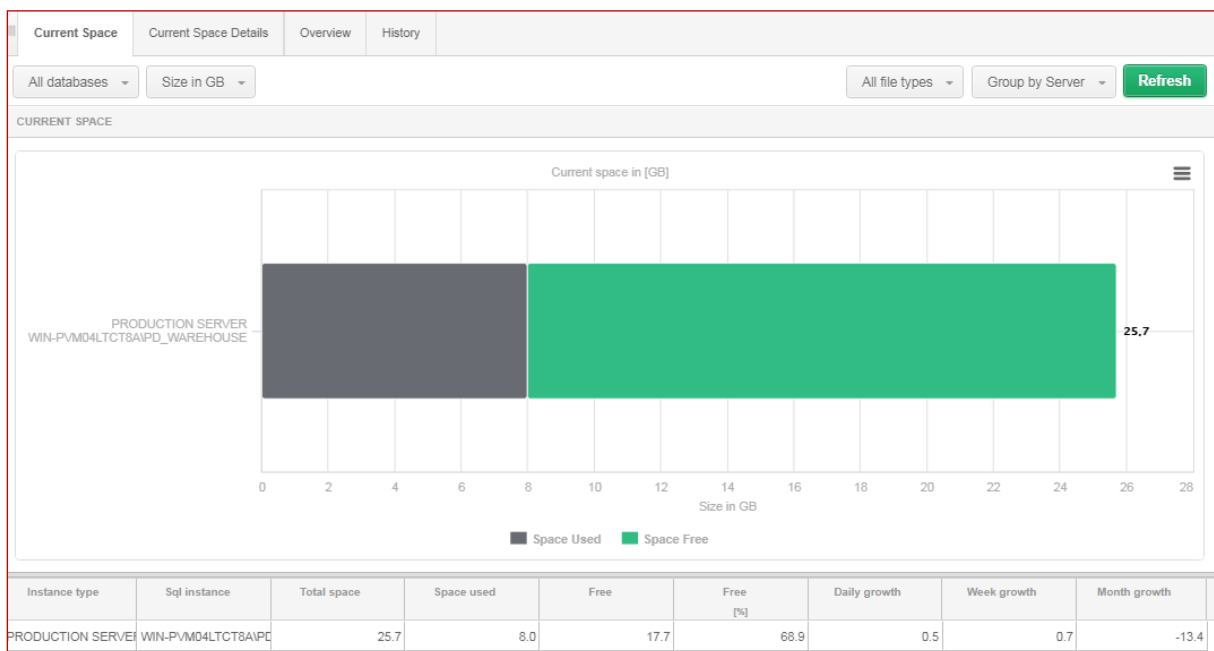 Current Space Current Space Details Overview History
All databases Size in GB All file types Group by Server Refresh
CURRENT SPACE
Current space in [GB]
PRODUCTION SERVER
WIN-PVM04LTCT8A\PD_WAREHOUSE
25,7
0 2 4 6 8 10 12 14 16 18 20 22 24 26 28
Size in GB
Space Used Space Free
Instance type Sql instance Total space Space used Free Free Daily growth Week growth Month growth
[%]
PRODUCTION SERVER WIN-PVM04LTCT8A\PD 25.7 8.0 17.7 68.9 0.5 0.7 -13.4